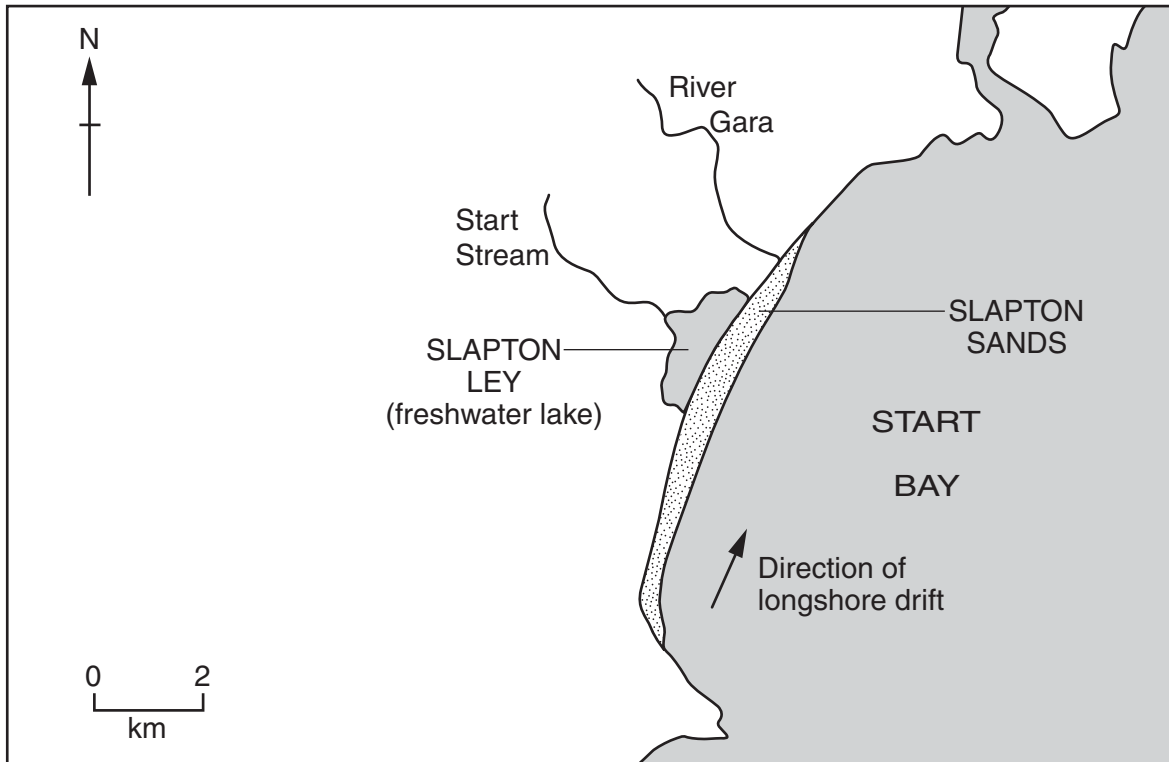 N
River
Gara
Start
Stream
SLAPTON
SANDS
SLAPTON
LEY
(freshwater lake)
START
BAY
Direction of
longshore drift
0 2
km